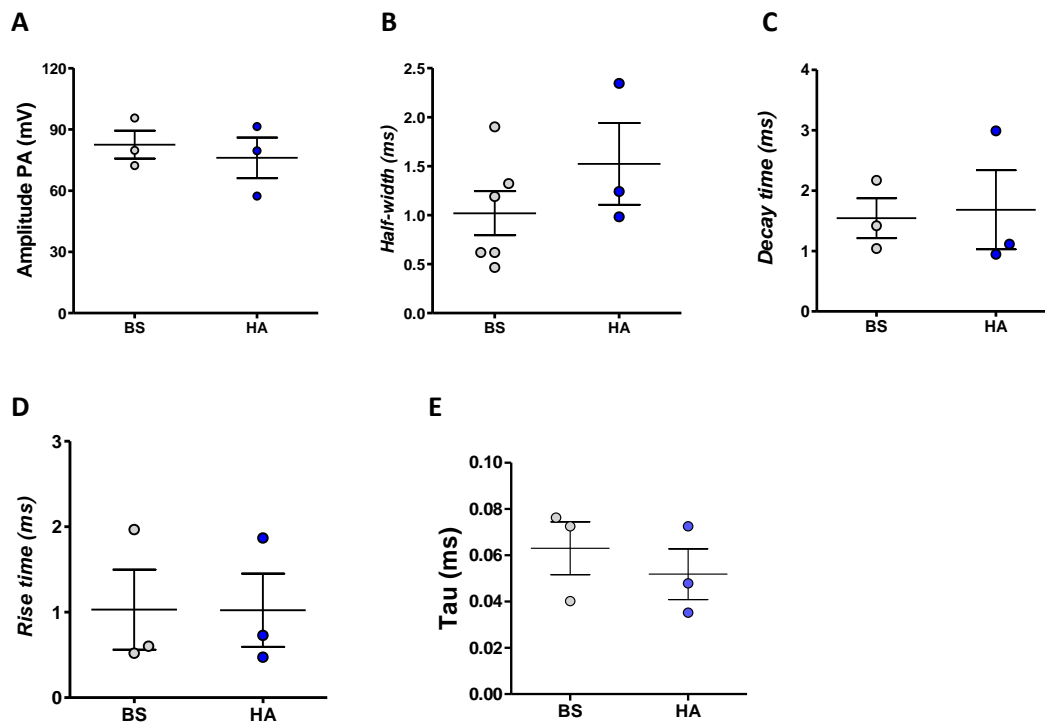 A
Amplitude PA (mV)
120
90
60
30
0
BS HA
B
Half-width (ms)
2.5
2.0
1.5
1.0
0.5
0.0
BS HA
C
Decay time (ms)
4
3
2
1
0
BS HA
D
Rise time (ms)
3
2
1
0
BS HA
E
Tau (ms)
0.10
0.08
0.06
0.04
0.02
0.00
BS HA